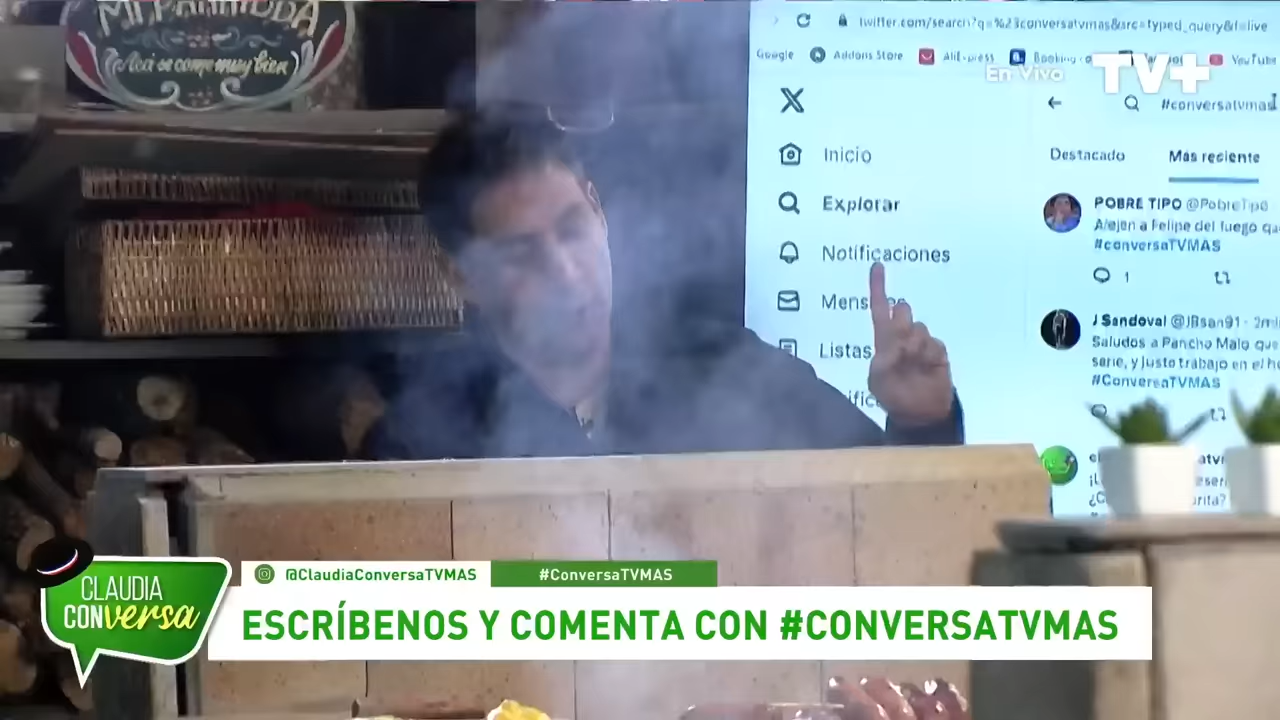 MI PARRILLA
Acá se come muy bien
twitter.com/search?q=%23conversatvmas&src=typed_query&f=live
Google
Addons Store
AliExpress
YouTube
En Vivo
TV+
#conversatvmas
Inicio
Explorar
Notificaciones
Listas
Destacado
Más reciente
POBRE TIPO @PobreTipo
Alejen a Felipe del fuego
#conversaTVMAS
1
J Sandoval @JBsan91 · 2min
Saludos a Pancho Malo que
serie, y justo trabajo en el
#ConversaTVMAS
CLAUDIA
CONversa
@ClaudiaConversaTVMAS
#ConversaTVMAS
ESCRÍBENOS Y COMENTA CON #CONVERSATVMAS